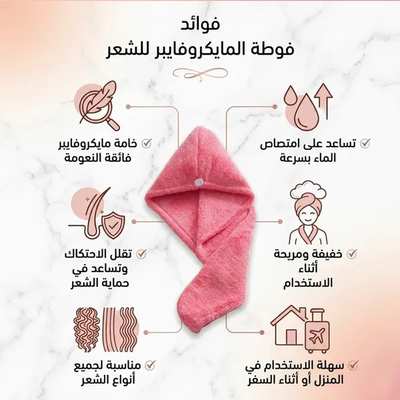 فوائد
فوطة المايكروفايبر للشعر
تساعد على امتصاص
الماء بسرعة
خامة مايكروفايبر
فائقة النعومة
خفيفة ومريحة
أثناء
الاستخدام
تقلل الاحتكاك
وتساعد في
حماية الشعر
سهلة الاستخدام في
المنزل أو أثناء السفر
مناسبة لجميع
أنواع الشعر